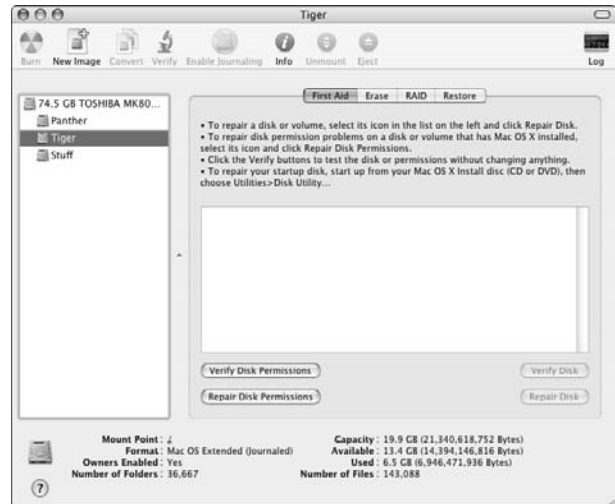 Tiger
Burn New Image Convert Verify Enable Journaling Info Unmount Eject Log
74.5 GB TOSHIBA MK80...
Panther
Tiger
Stuff
First Aid Erase RAID Restore
• To repair a disk or volume, select its icon in the list on the left and click Repair Disk.
• To repair disk permission problems on a disk or volume that has Mac OS X installed,
select its icon and click Repair Disk Permissions.
• Click the Verify buttons to test the disk or permissions without changing anything.
• To repair your startup disk, start up from your Mac OS X Install disc (CD or DVD), then
choose Utilities>Disk Utility...
Verify Disk Permissions Verify Disk
Repair Disk Permissions Repair Disk
Mount Point : /
Format : Mac OS Extended (Journaled)
Owners Enabled : Yes
Number of Folders : 36,667
Capacity : 19.9 GB (21,340,618,752 Bytes)
Available : 13.4 GB (14,394,146,816 Bytes)
Used : 6.5 GB (6,946,471,936 Bytes)
Number of Files : 143,088
?